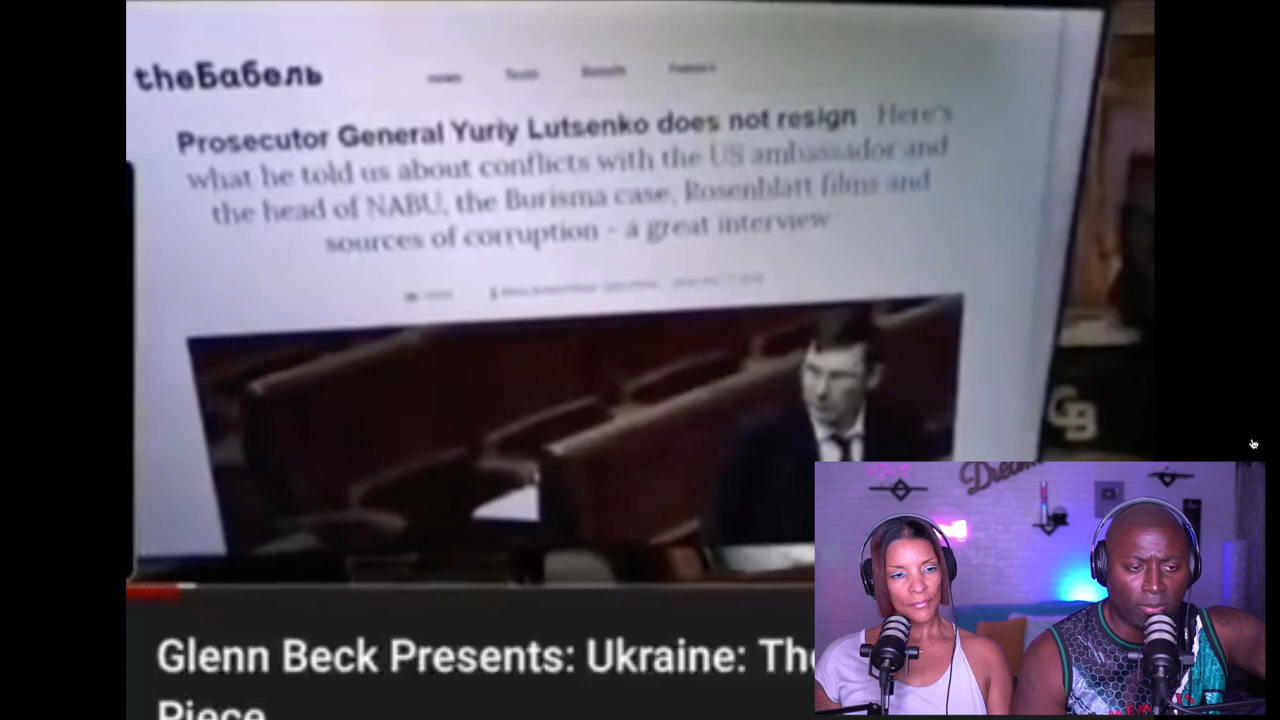 theБабель
Prosecutor General Yuriy Lutsenko does not resign Here's
what he told us about conflicts with the US ambassador and
the head of NABU, the Burisma case, Rosenblatt films and
sources of corruption - a great interview
GB
Dream
Glenn Beck Presents: Ukraine: The
Piece